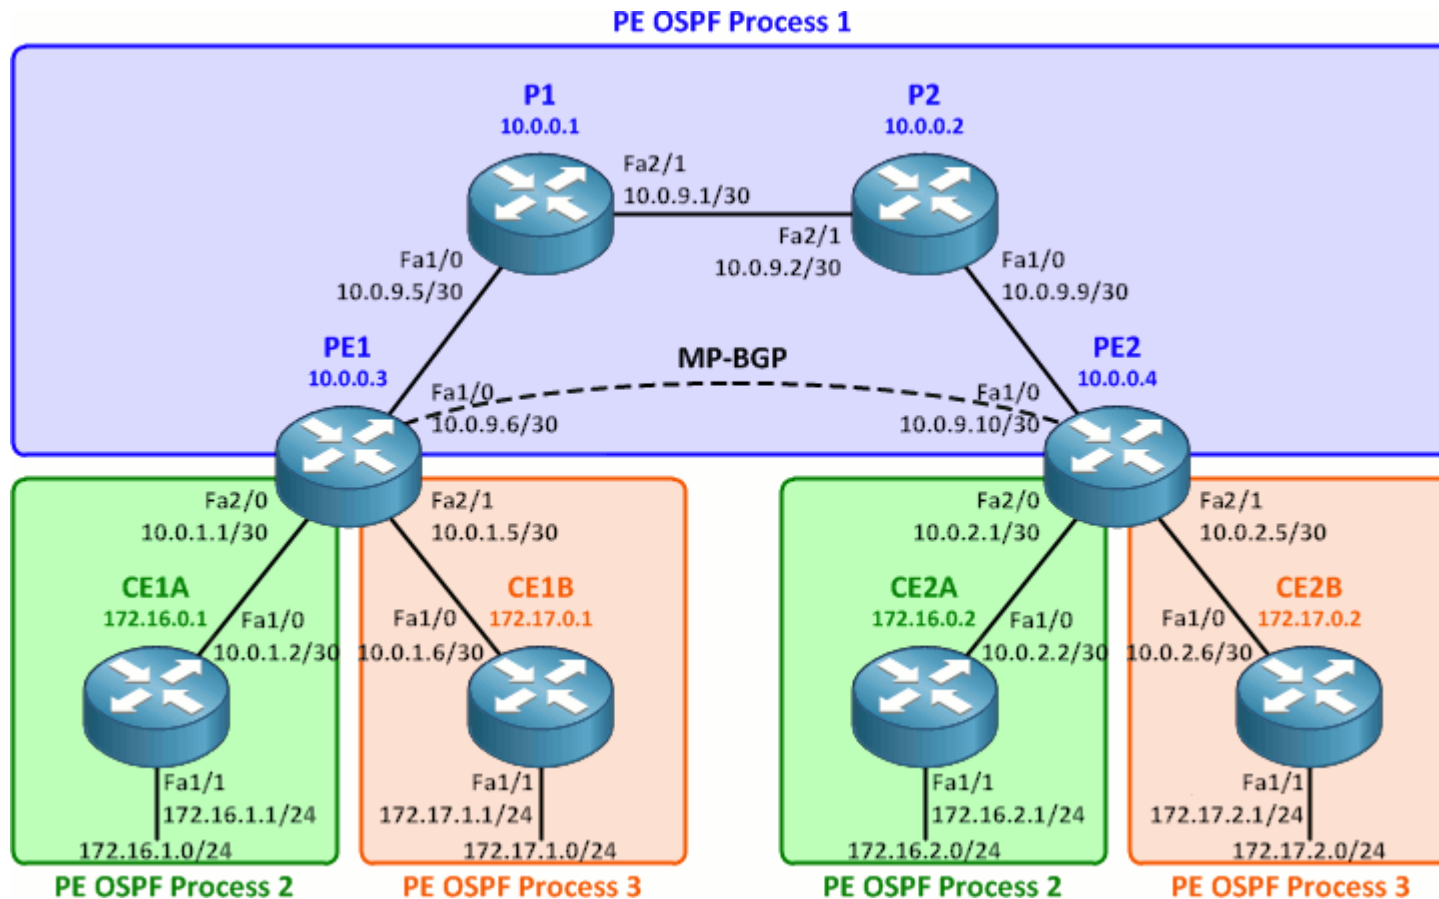 PE OSPF Process 1
P1
10.0.0.1
P2
10.0.0.2
Fa2/1
10.0.9.1/30
Fa2/1
10.0.9.2/30
Fa1/0
10.0.9.5/30
Fa1/0
10.0.9.9/30
PE1
10.0.0.3
MP-BGP
PE2
10.0.0.4
Fa1/0
10.0.9.6/30
Fa1/0
10.0.9.10/30
Fa2/0
10.0.1.1/30
Fa2/1
10.0.1.5/30
Fa2/0
10.0.2.1/30
Fa2/1
10.0.2.5/30
CE1A
172.16.0.1
Fa1/0
10.0.1.2/30
CE1B
172.17.0.1
Fa1/0
10.0.1.6/30
CE2A
172.16.0.2
Fa1/0
10.0.2.2/30
CE2B
172.17.0.2
Fa1/0
10.0.2.6/30
Fa1/1
172.16.1.1/24
172.16.1.0/24
Fa1/1
172.17.1.1/24
172.17.1.0/24
Fa1/1
172.16.2.1/24
172.16.2.0/24
Fa1/1
172.17.2.1/24
172.17.2.0/24
PE OSPF Process 2
PE OSPF Process 3
PE OSPF Process 2
PE OSPF Process 3